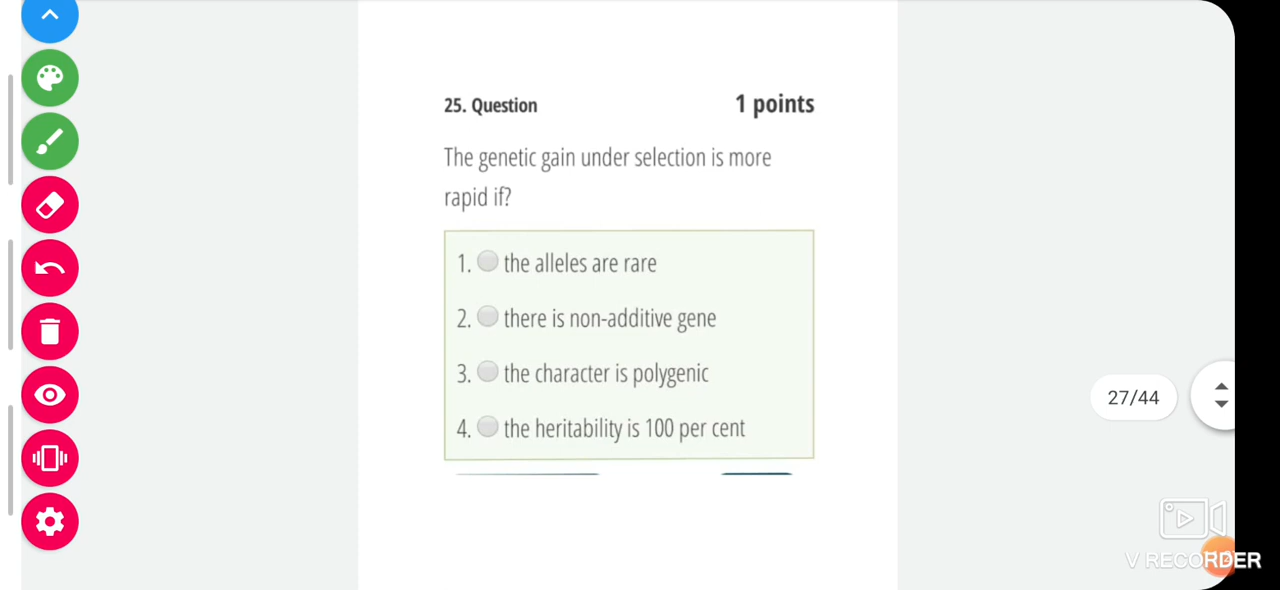 25. Question
1 points
The genetic gain under selection is more
rapid if?
1. the alleles are rare
2. there is non-additive gene
3. the character is polygenic
4. the heritability is 100 per cent
27/44
V RECORDER